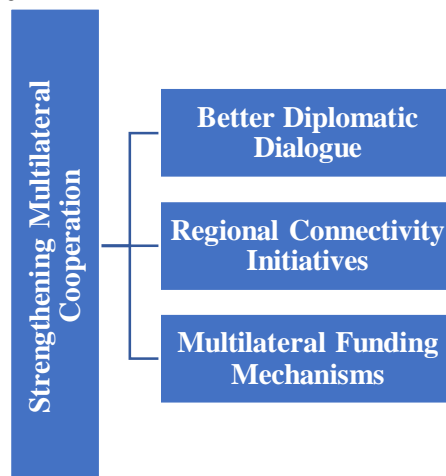 Strengthening Multilateral
Cooperation
Better Diplomatic
Dialogue
Regional Connectivity
Initiatives
Multilateral Funding
Mechanisms